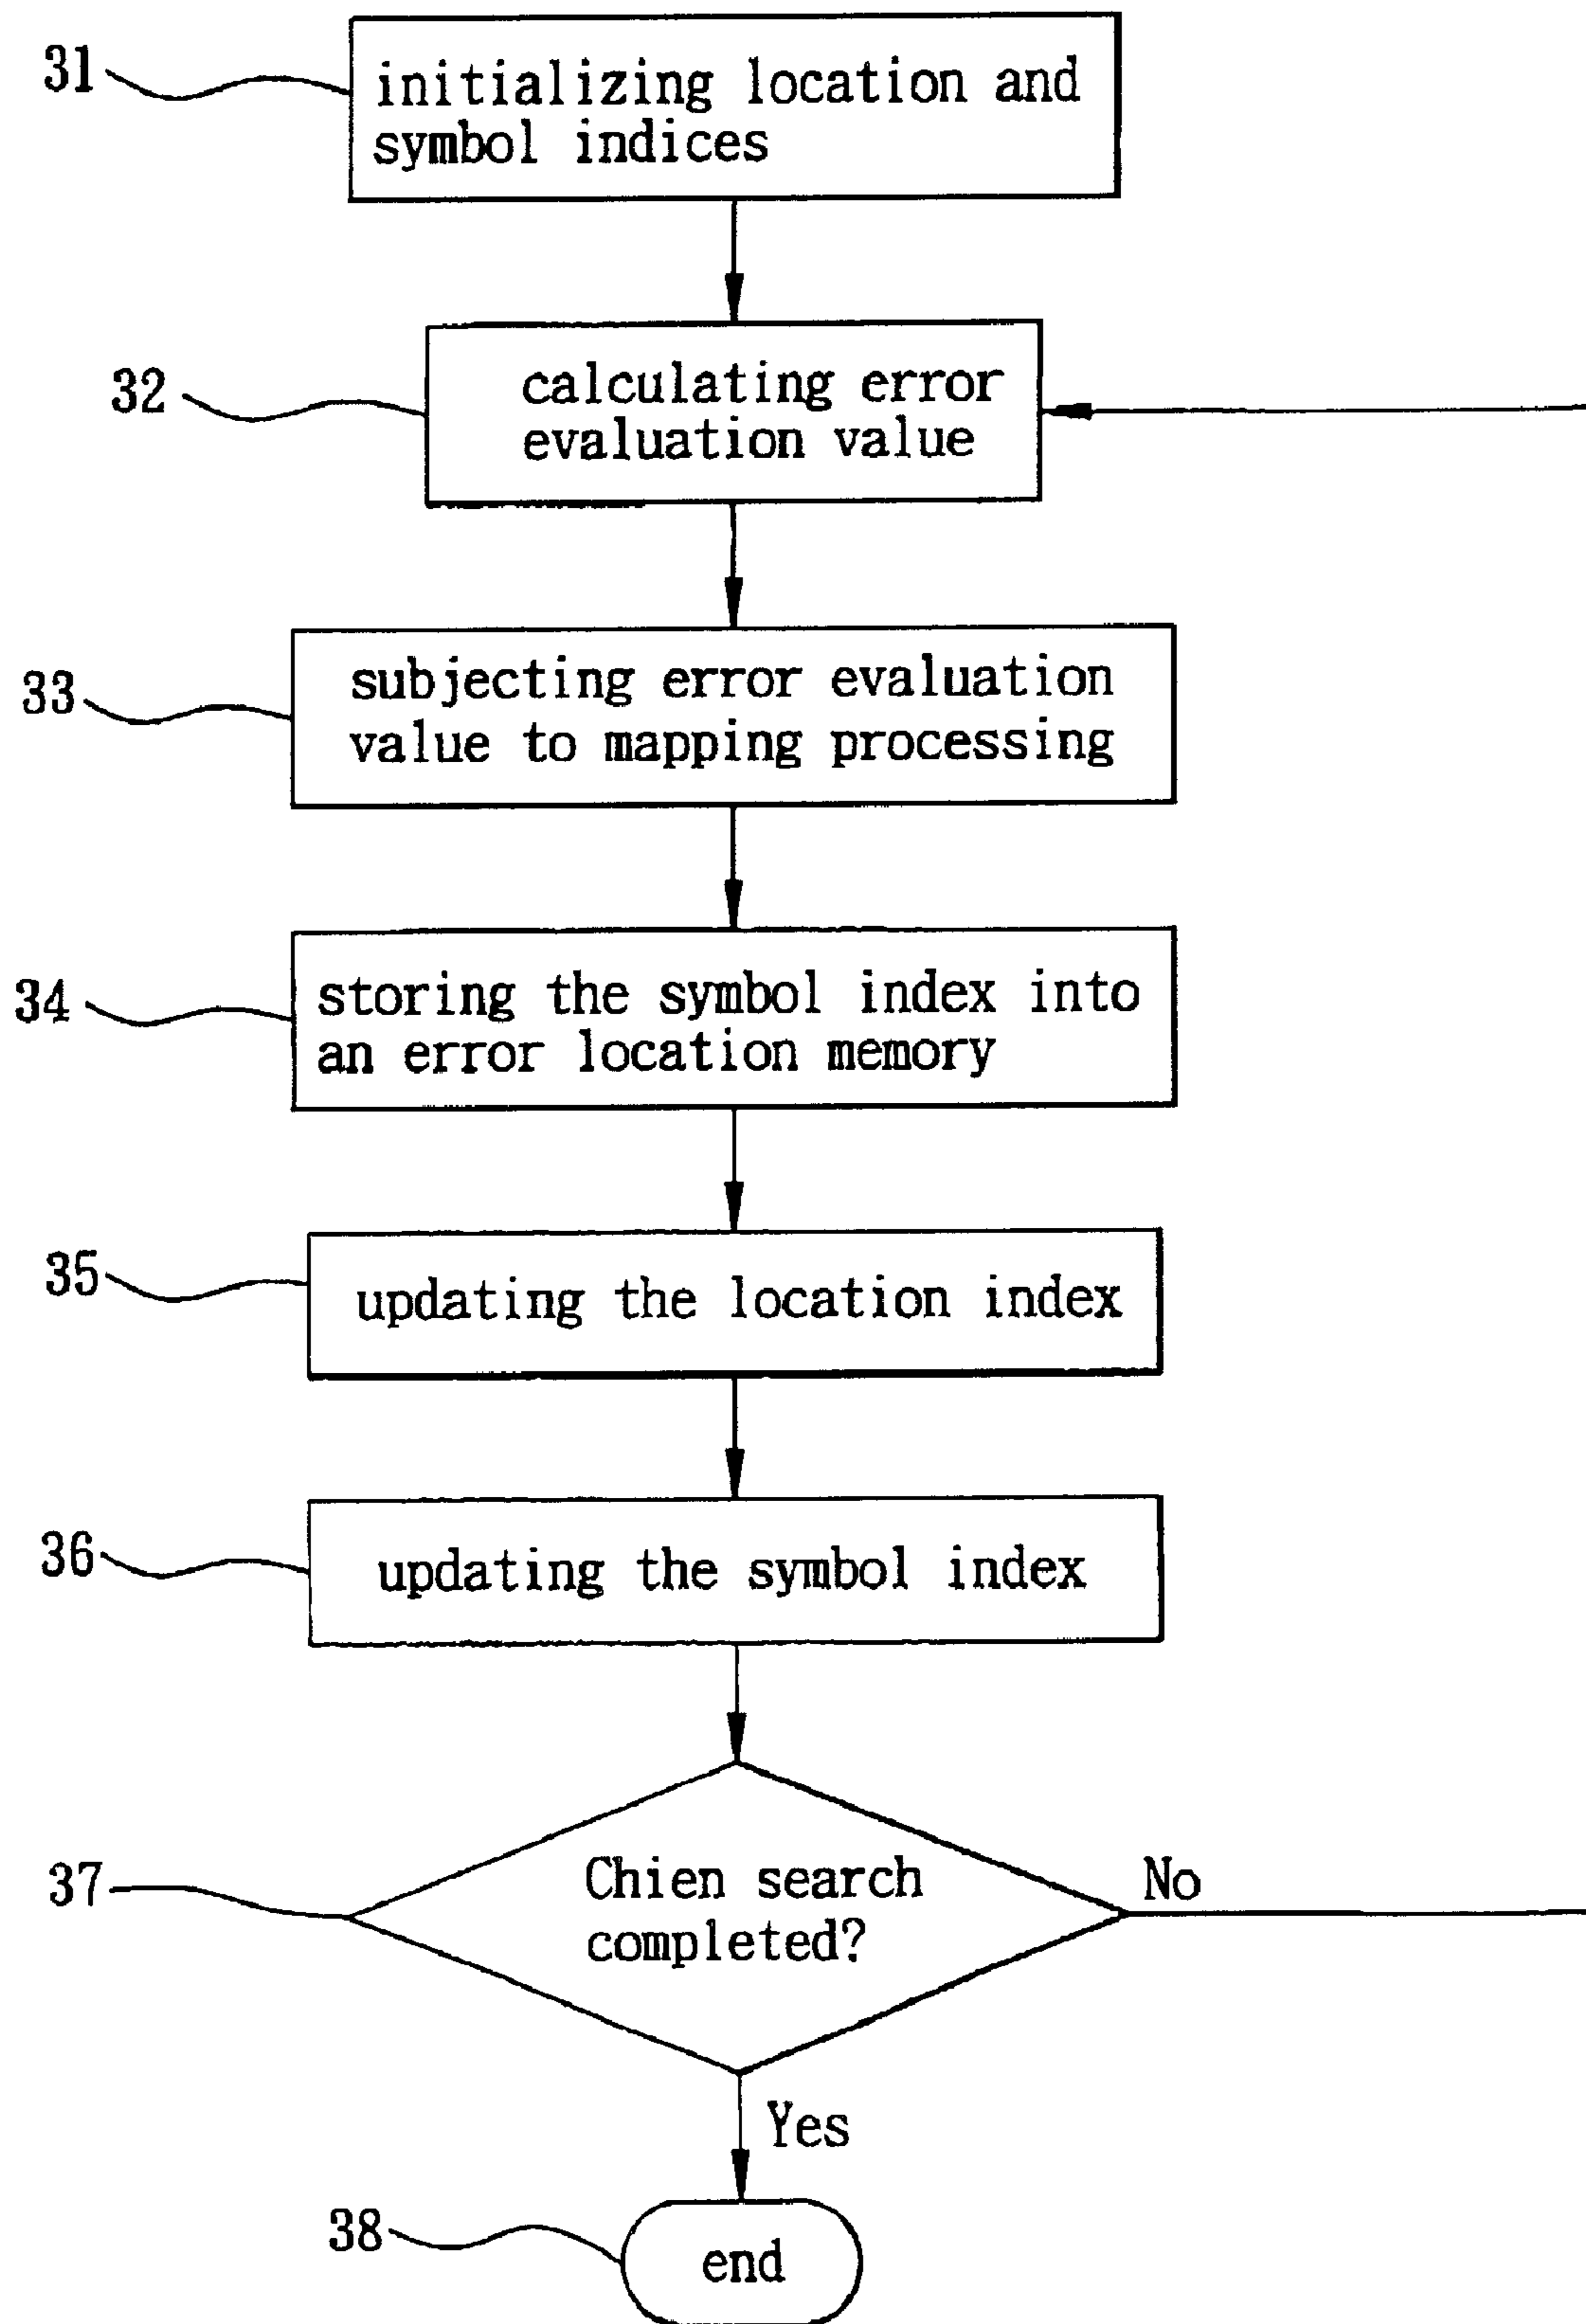 31
initializing location and
symbol indices
32
calculating error
evaluation value
33
subjecting error evaluation
value to mapping processing
34
storing the symbol index into
an error location memory
35
updating the location index
36
updating the symbol index
37
Chien search
completed?
No
Yes
38
end